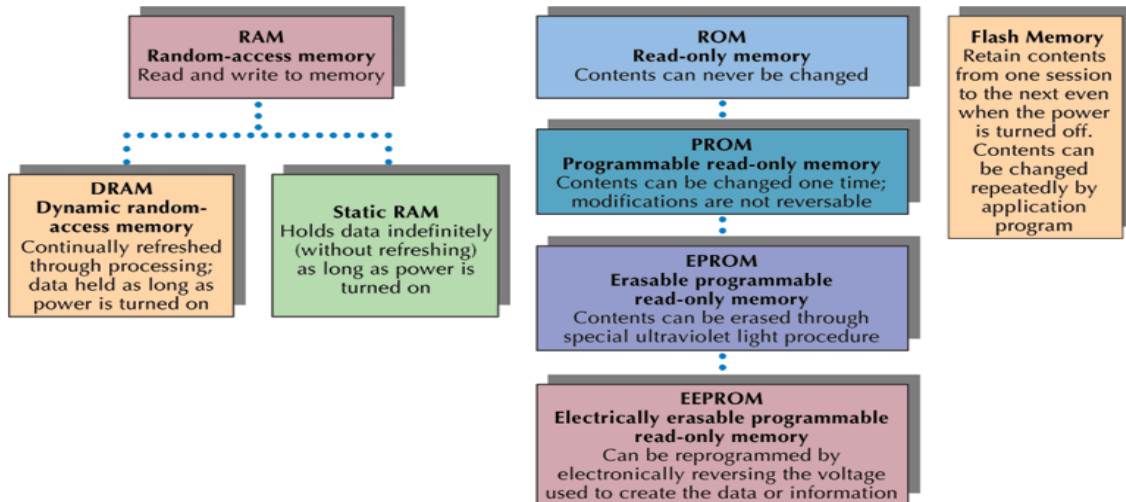 RAM
Random-access memory
Read and write to memory
DRAM
Dynamic random-
access memory
Continually refreshed
through processing;
data held as long as
power is turned on
Static RAM
Holds data indefinitely
(without refreshing)
as long as power is
turned on
ROM
Read-only memory
Contents can never be changed
PROM
Programmable read-only memory
Contents can be changed one time;
modifications are not reversable
EPROM
Erasable programmable
read-only memory
Contents can be erased through
special ultraviolet light procedure
EEPROM
Electrically erasable programmable
read-only memory
Can be reprogrammed by
electronically reversing the voltage
used to create the data or information
Flash Memory
Retain contents
from one session
to the next even
when the power
is turned off.
Contents can
be changed
repeatedly by
application
program